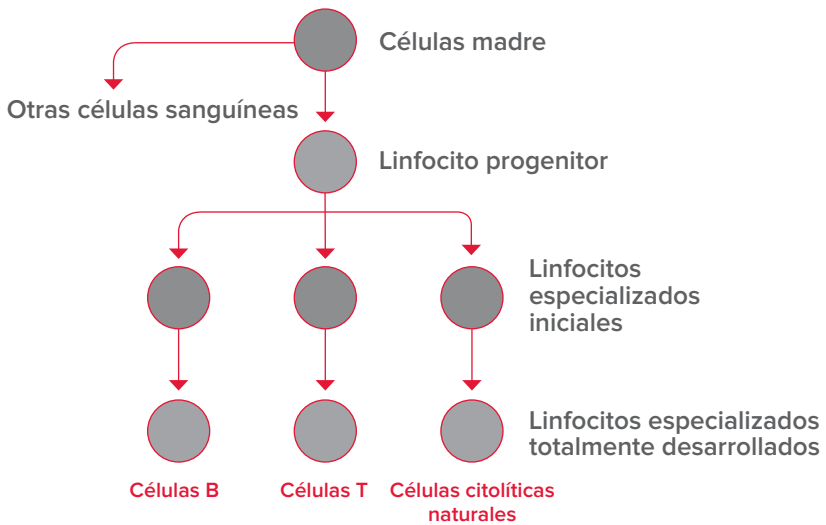 Células madre
Otras células sanguíneas
Linfocito progenitor
Linfocitos
especializados
iniciales
Linfocitos especializados
totalmente desarrollados
Células B
Células T
Células citolíticas
naturales